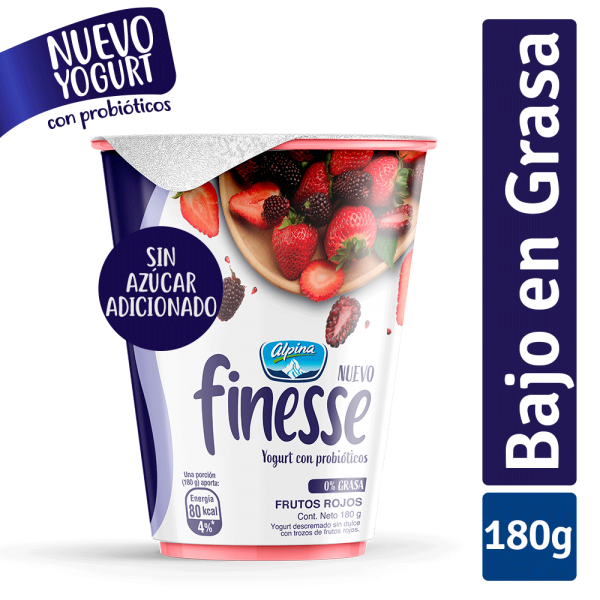 NUEVO
YOGURT
con probióticos
SIN
AZÚCAR
ADICIONADO
Alpina
NUEVO
finesse
Yogurt con probióticos
0% GRASA
FRUTOS ROJOS
Cont. Neto 180 g
Yogurt descremado sin dulce
con trozos de frutos rojos.
Una porción
(180 g) aporta:
Energía
80 kcal
4%*
Bajo en Grasa
180g